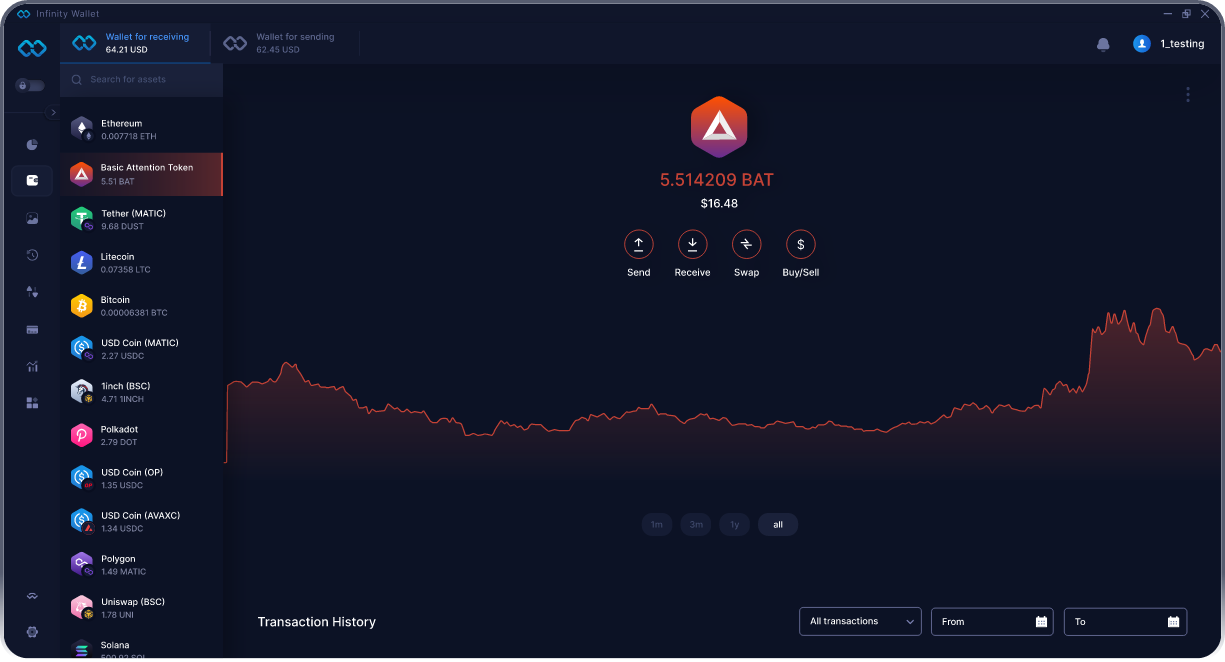 Infinity Wallet
Wallet for receiving
64.21 USD
Wallet for sending
62.45 USD
1_testing
Search for assets
Ethereum
0.007718 ETH
Basic Attention Token
5.51 BAT
Tether (MATIC)
9.68 DUST
Litecoin
0.07358 LTC
Bitcoin
0.00006381 BTC
USD Coin (MATIC)
2.27 USDC
1inch (BSC)
4.71 1INCH
Polkadot
2.79 DOT
USD Coin (OP)
1.35 USDC
USD Coin (AVAXC)
1.34 USDC
Polygon
1.49 MATIC
Uniswap (BSC)
1.78 UNI
Solana
5.514209 BAT
$16.48
Send
Receive
Swap
Buy/Sell
1m
3m
1y
all
Transaction History
All transactions
From
To